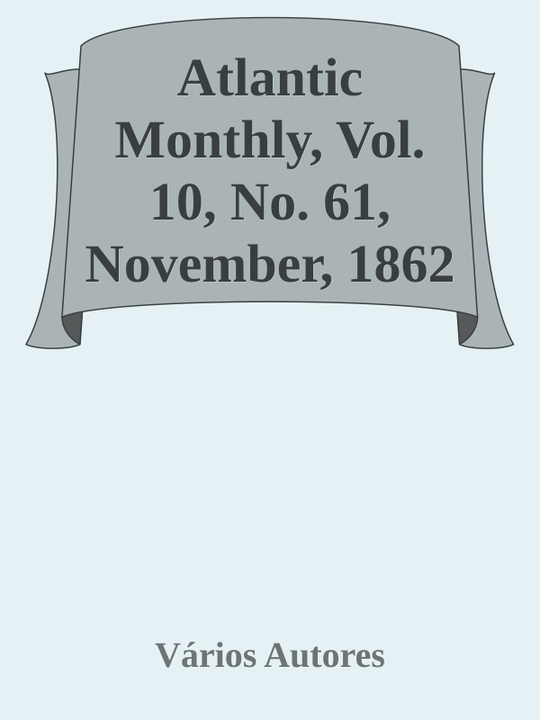 Atlantic
Monthly, Vol.
10, No. 61,
November, 1862
Vários Autores